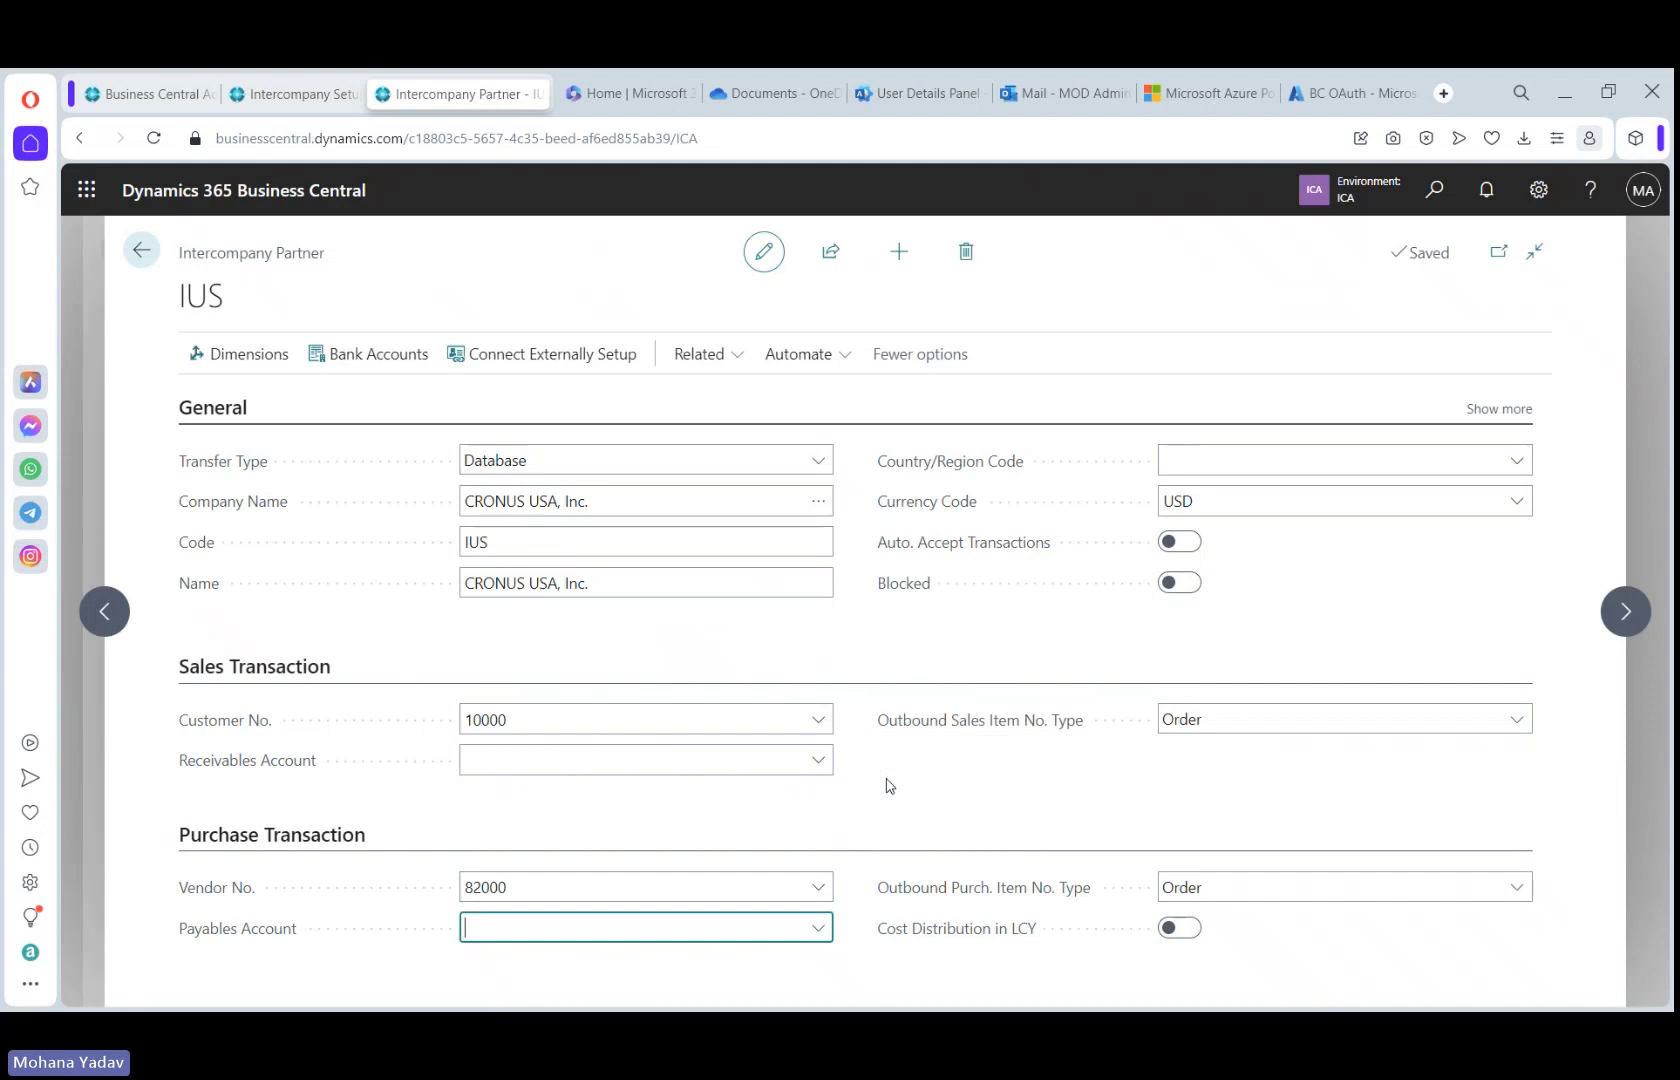 Business Central Ac
Intercompany Setu
Intercompany Partner - IU
Home | Microsoft 3
Documents - OneD
User Details Panel
Mail - MOD Admin
Microsoft Azure Po
BC OAuth - Micros
businesscentral.dynamics.com/c18803c5-5657-4c35-beed-af6ed855ab39/ICA
Dynamics 365 Business Central
ICA
Environment:
ICA
?
MA
Intercompany Partner
Saved
IUS
Dimensions
Bank Accounts
Connect Externally Setup
Related
Automate
Fewer options
General
Show more
Transfer Type
Database
Country/Region Code
Company Name
CRONUS USA, Inc.
Currency Code
USD
Code
IUS
Auto. Accept Transactions
Name
CRONUS USA, Inc.
Blocked
Sales Transaction
Customer No.
10000
Outbound Sales Item No. Type
Order
Receivables Account
Purchase Transaction
Vendor No.
82000
Outbound Purch. Item No. Type
Order
Payables Account
Cost Distribution in LCY
Mohana Yadav